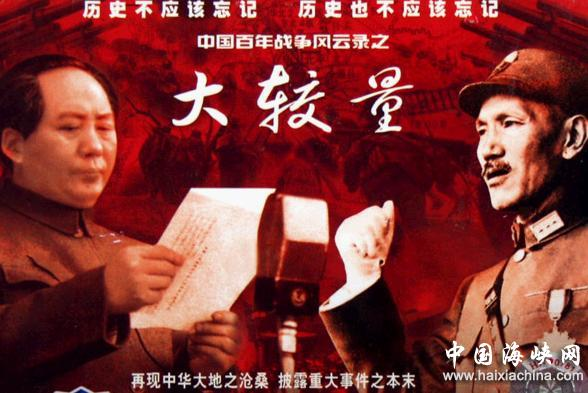 历史不应该忘记 历史也不应该忘记
中国百年战争风云录之
大较量
再现中华大地之沧桑 披露重大事件之本末
中国海峡网
www.haixiachina.com